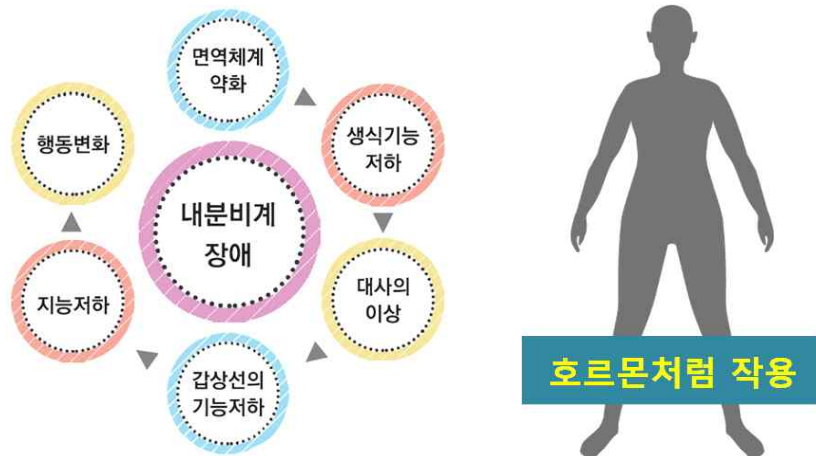 면역체계
약화
생식기능
저하
대사의
이상
갑상선의
기능저하
지능저하
행동변화
내분비계
장애
호르몬처럼 작용